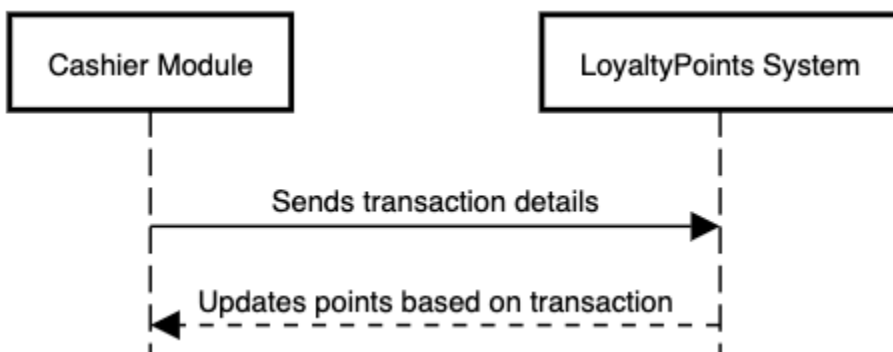 Cashier Module
LoyaltyPoints System
Sends transaction details
Updates points based on transaction